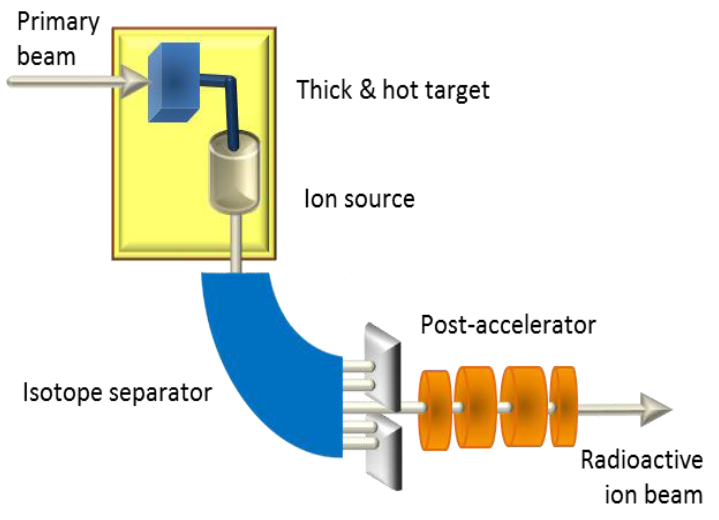 Primary
beam
Thick & hot target
Ion source
Post-accelerator
Isotope separator
Radioactive
ion beam